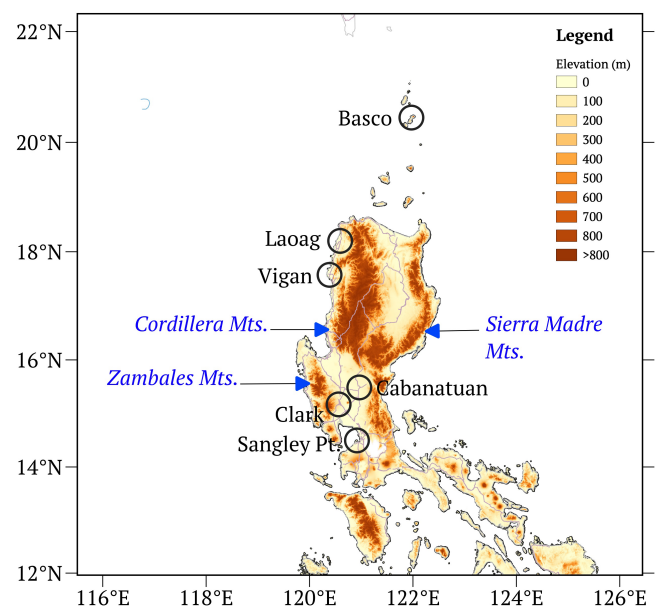 22°N
Legend
Elevation (m)
0
100
Basco
200
20°N
300
400
500
600
700
Laoag
800
18°N
>800
Vigan
Cordillera Mts.
Sierra Madre
Mts.
16°N
Zambales Mts.
Cabanatuan
Clark
Sangley Pt.
14°N
12°N
116°E
118°E
120°E
122°E
124°E
126°E